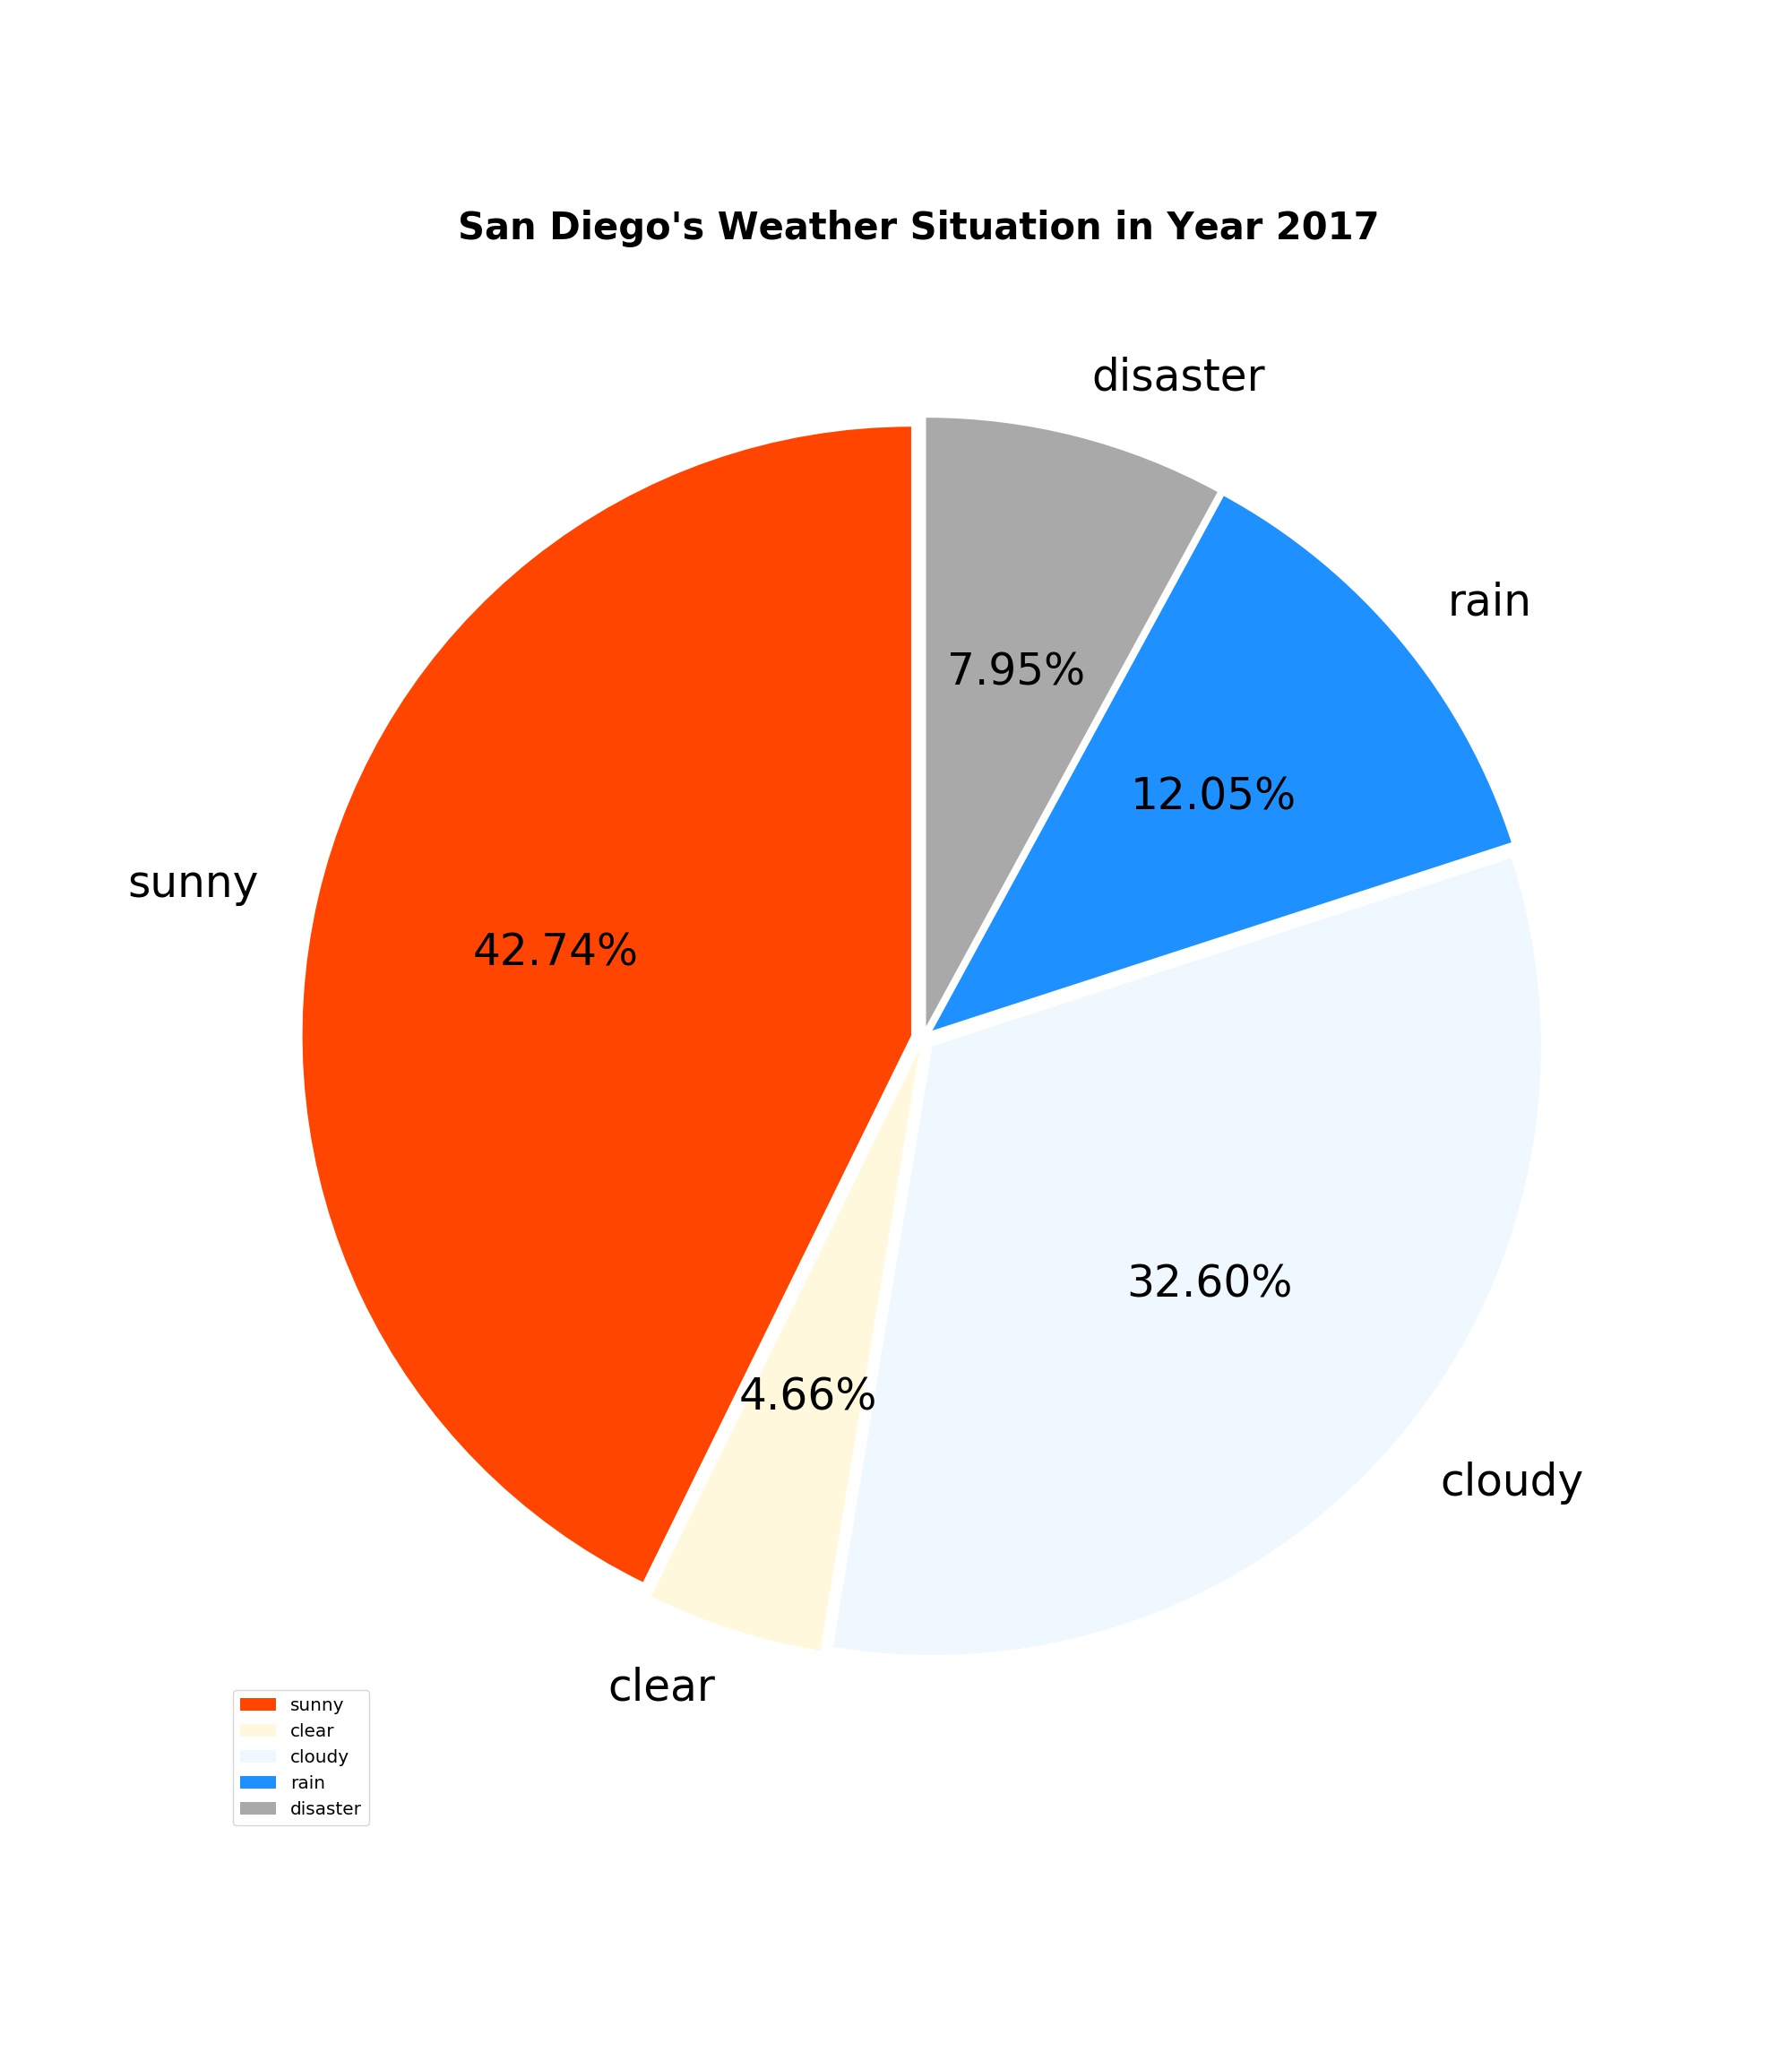 San Diego's Weather Situation in Year 2017
disaster
rain
7.95%
12.05%
sunny
42.74%
32.60%
4.66%
cloudy
clear
sunny
clear
cloudy
rain
disaster